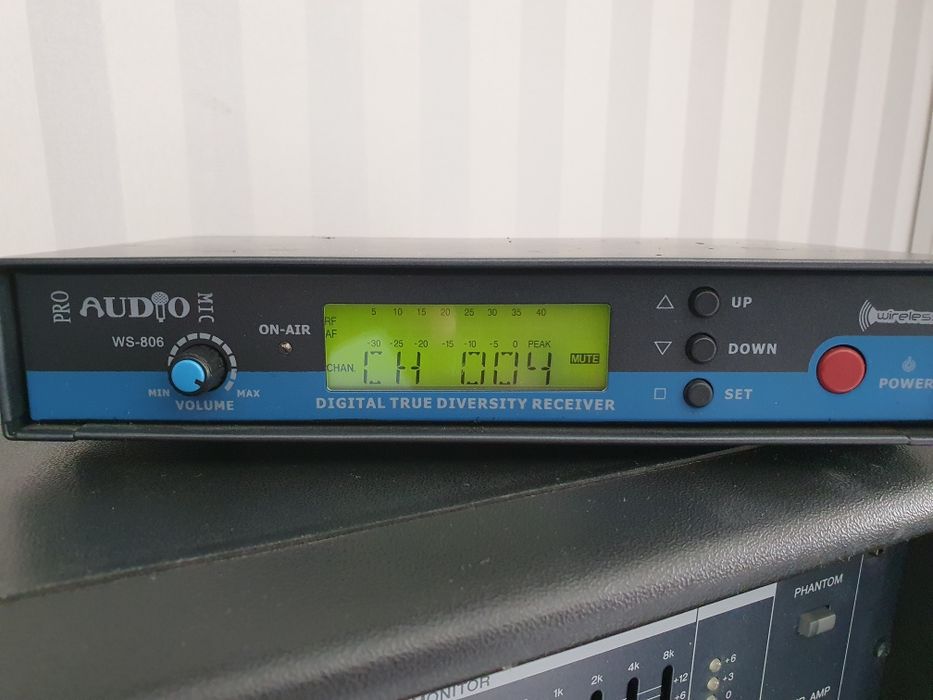 PRO AUDIO MIC
WS-806
MIN MAX
VOLUME
ON-AIR
5 10 15 20 25 30 35 40
RF
AF
-30 -25 -20 -15 -10 -5 0 PEAK
CHAN. CH 004 MUTE
DIGITAL TRUE DIVERSITY RECEIVER
UP
DOWN
SET
POWER
PHANTOM
MONITOR
1k 2k 4k 8k
+12
+6
+6
+3
0
AMP